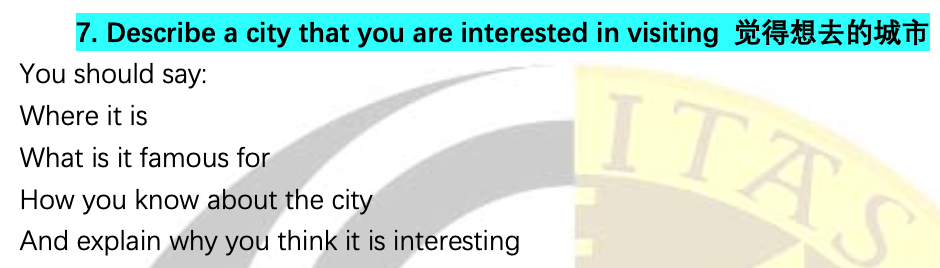 7. Describe a city that you are interested in visiting 觉得想去的城市
You should say:
Where it is
What is it famous for
How you know about the city
And explain why you think it is interesting
ITAS